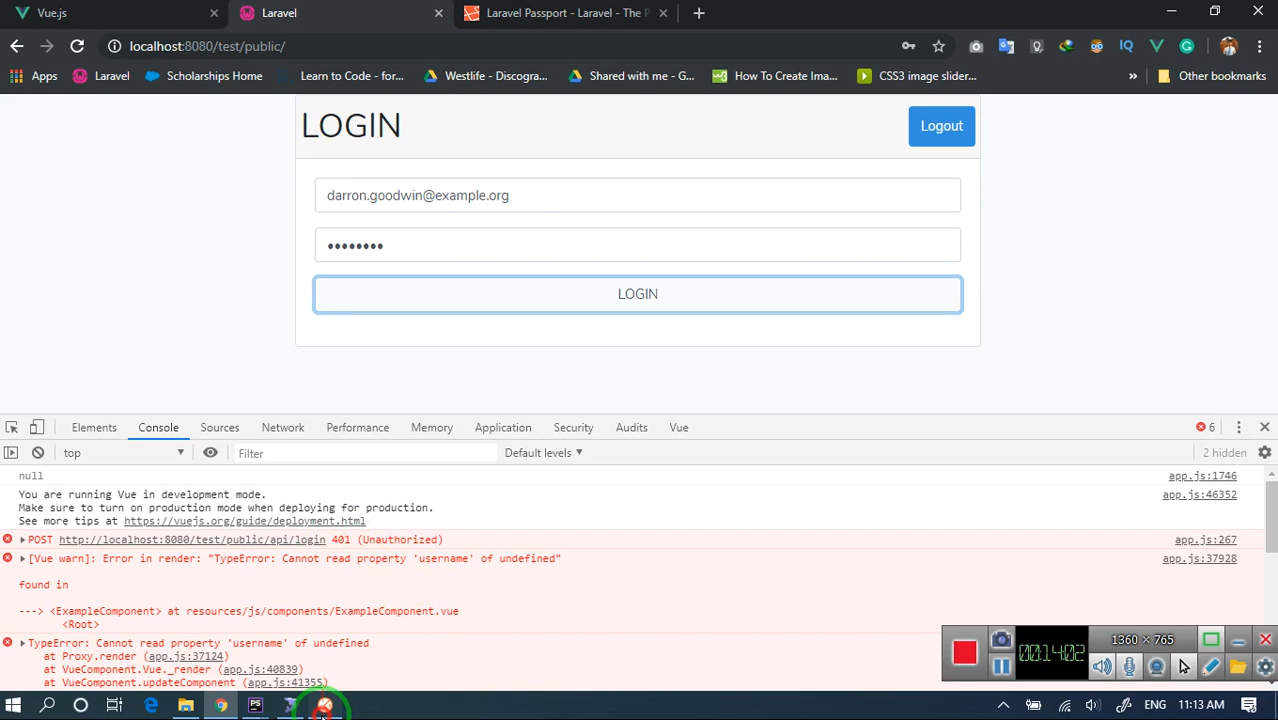 Vue.js
Laravel
Laravel Passport - Laravel - The P
localhost:8080/test/public/
Apps
Laravel
Scholarships Home
Learn to Code - for...
Westlife - Discogra...
Shared with me - G...
How To Create Ima...
CSS3 image slider...
»
Other bookmarks
LOGIN
Logout
darron.goodwin@example.org
••••••••
LOGIN
Elements
Console
Sources
Network
Performance
Memory
Application
Security
Audits
Vue
6
top
Filter
Default levels
2 hidden
null
app.js:1746
You are running Vue in development mode.
app.js:46352
Make sure to turn on production mode when deploying for production.
See more tips at https://vuejs.org/guide/deployment.html
POST http://localhost:8080/test/public/api/login 401 (Unauthorized)
app.js:267
[Vue warn]: Error in render: "TypeError: Cannot read property 'username' of undefined"
app.js:37928
found in
---> <ExampleComponent> at resources/js/components/ExampleComponent.vue
<Root>
TypeError: Cannot read property 'username' of undefined
at Proxy.render (app.js:37124)
at VueComponent.Vue._render (app.js:40839)
at VueComponent.updateComponent (app.js:41355)
00:14:02
1360 × 765
PS
ENG
11:13 AM